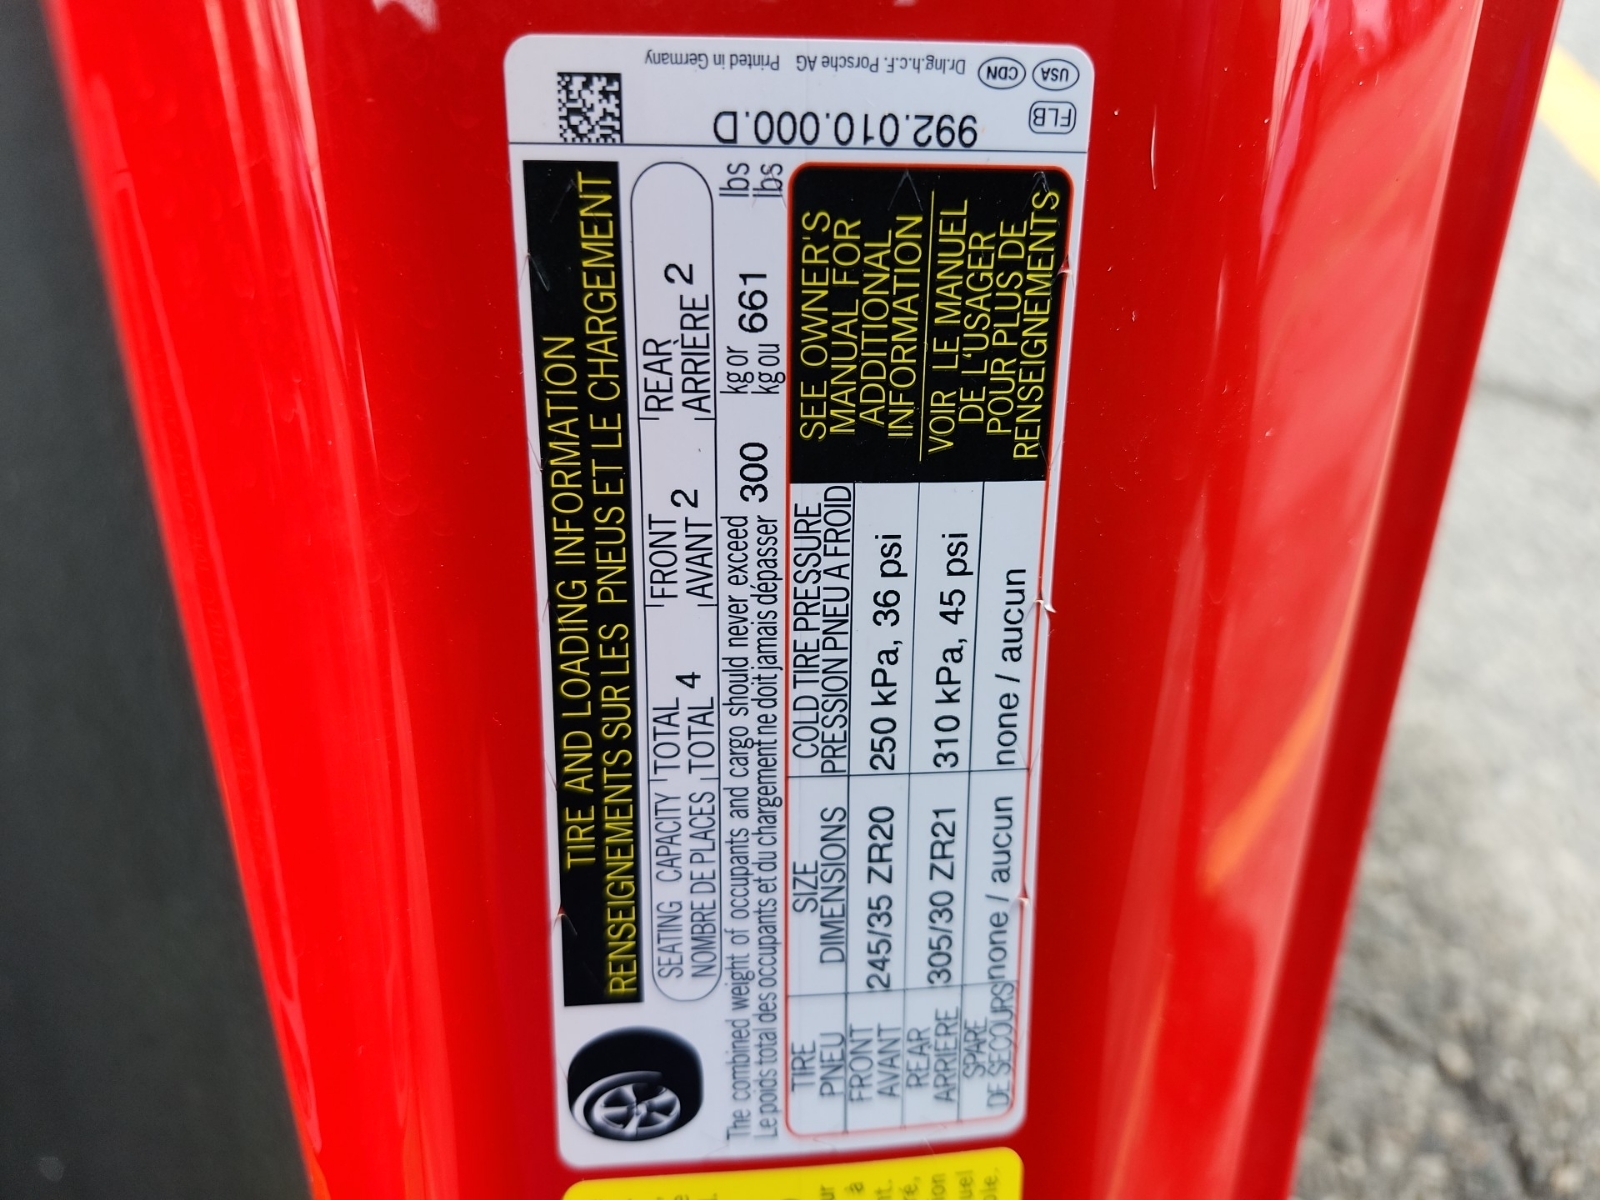 TIRE AND LOADING INFORMATION
RENSEIGNEMENTS SUR LES PNEUS ET LE CHARGEMENT
SEATING CAPACITY TOTAL FRONT REAR
NOMBRE DE PLACES TOTAL 4 AVANT 2 ARRIÈRE 2
The combined weight of occupants and cargo should never exceed 300 kg or 661 lbs
Le poids total des occupants et du chargement ne doit jamais dépasser kg ou lbs
TIRE SIZE COLD TIRE PRESSURE
PNEU DIMENSIONS PRESSION PNEU A FROID
FRONT
AVANT 245/35 ZR20 250 kPa, 36 psi
REAR
ARRIÈRE 305/30 ZR21 310 kPa, 45 psi
SPARE
DE SECOURS none / aucun none / aucun
SEE OWNER'S
MANUAL FOR
ADDITIONAL
INFORMATION
VOIR LE MANUEL
DE L'USAGER
POUR PLUS DE
RENSEIGNEMENTS
FLB 992.010.000.D
USA CDN Dr.Ing.h.c.F. Porsche AG Printed in Germany